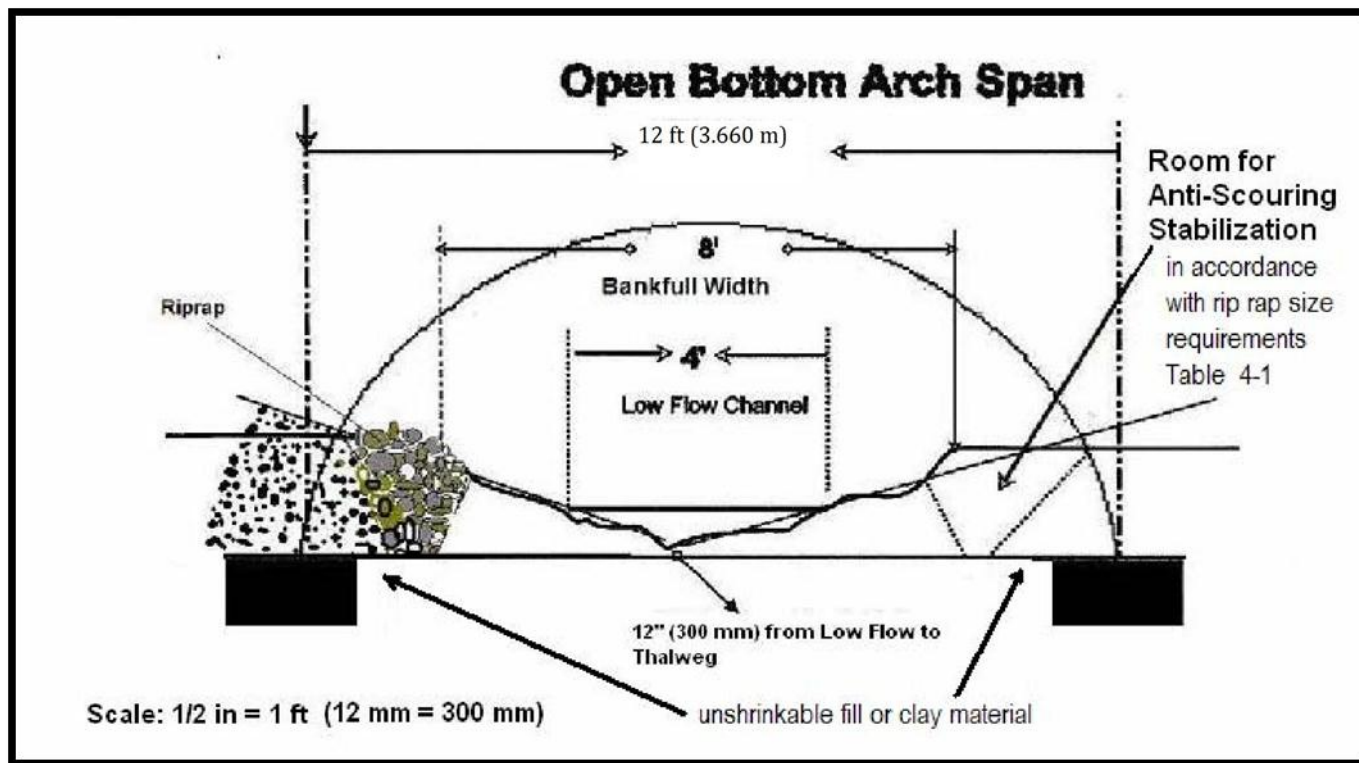 Open Bottom Arch Span
12 ft (3.660 m)
Room for
Anti-Scouring
Stabilization
in accordance
with rip rap size
requirements
Table 4-1
8'
Bankfull Width
Riprap
4'
Low Flow Channel
12" (300 mm) from Low Flow to
Thalweg
Scale: 1/2 in = 1 ft (12 mm = 300 mm)
unshrinkable fill or clay material